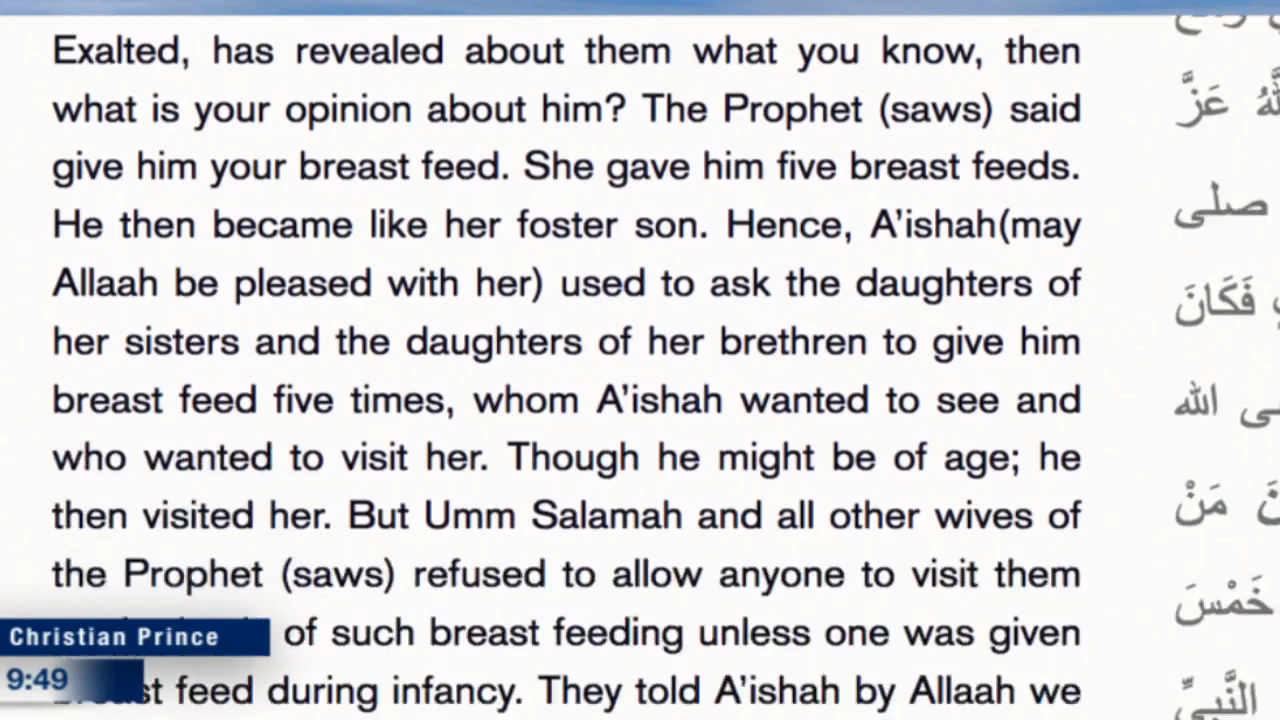 Exalted, has revealed about them what you know, then
what is your opinion about him? The Prophet (saws) said
give him your breast feed. She gave him five breast feeds.
He then became like her foster son. Hence, A'ishah(may
Allaah be pleased with her) used to ask the daughters of
her sisters and the daughters of her brethren to give him
breast feed five times, whom A'ishah wanted to see and
who wanted to visit her. Though he might be of age; he
then visited her. But Umm Salamah and all other wives of
the Prophet (saws) refused to allow anyone to visit them
of such breast feeding unless one was given
feed during infancy. They told A'ishah by Allaah we
عَزَّ
صلى
فَكَانَ
الله
مَنْ
خَمْسَ
النَّبِيِّ
Christian Prince
9:49